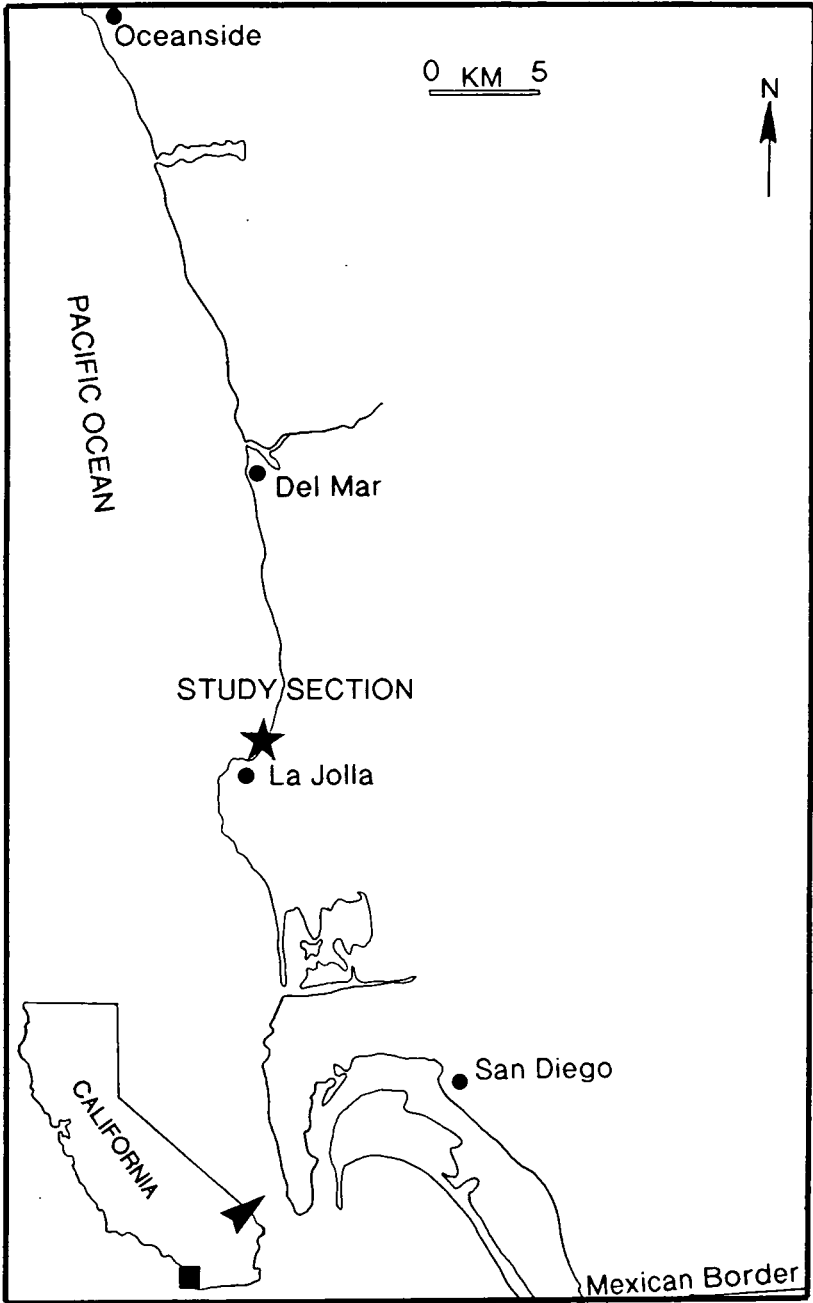 Oceanside
0 KM 5
N
PACIFIC OCEAN
Del Mar
STUDY SECTION
La Jolla
San Diego
CALIFORNIA
Mexican Border